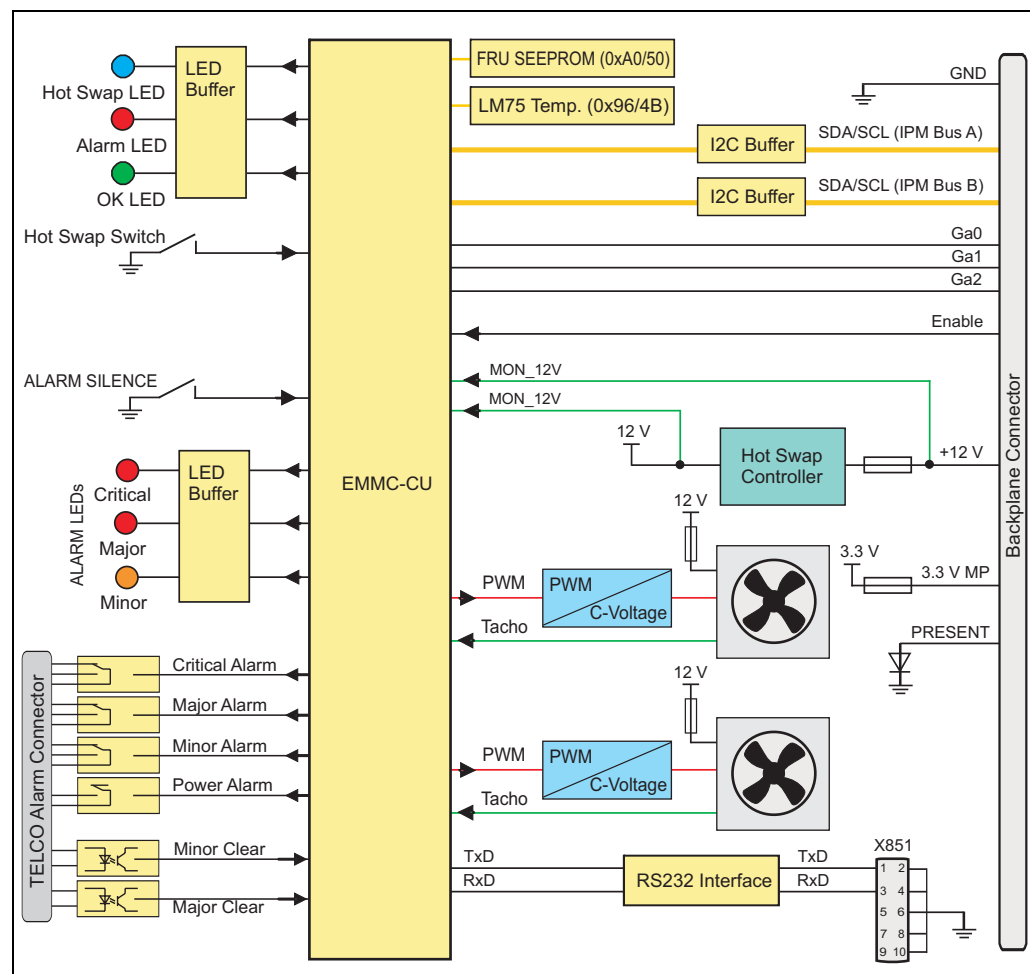 LED
Buffer
Hot Swap LED
Alarm LED
OK LED
Hot Swap Switch
ALARM SILENCE
LED
Buffer
ALARM LEDs
Critical
Major
Minor
TELCO Alarm Connector
Critical Alarm
Major Alarm
Minor Alarm
Power Alarm
Minor Clear
Major Clear
EMMC-CU
FRU SEEPROM (0xA0/50)
LM75 Temp. (0x96/4B)
I2C Buffer
SDA/SCL (IPM Bus A)
I2C Buffer
SDA/SCL (IPM Bus B)
GND
Ga0
Ga1
Ga2
Enable
MON_12V
MON_12V
12 V
Hot Swap
Controller
+12 V
12 V
PWM
PWM
C-Voltage
Tacho
3.3 V
3.3 V MP
PRESENT
12 V
PWM
PWM
C-Voltage
Tacho
TxD
RxD
RS232 Interface
TxD
RxD
X851
1 2
3 4
5 6
7 8
9 10
Backplane Connector